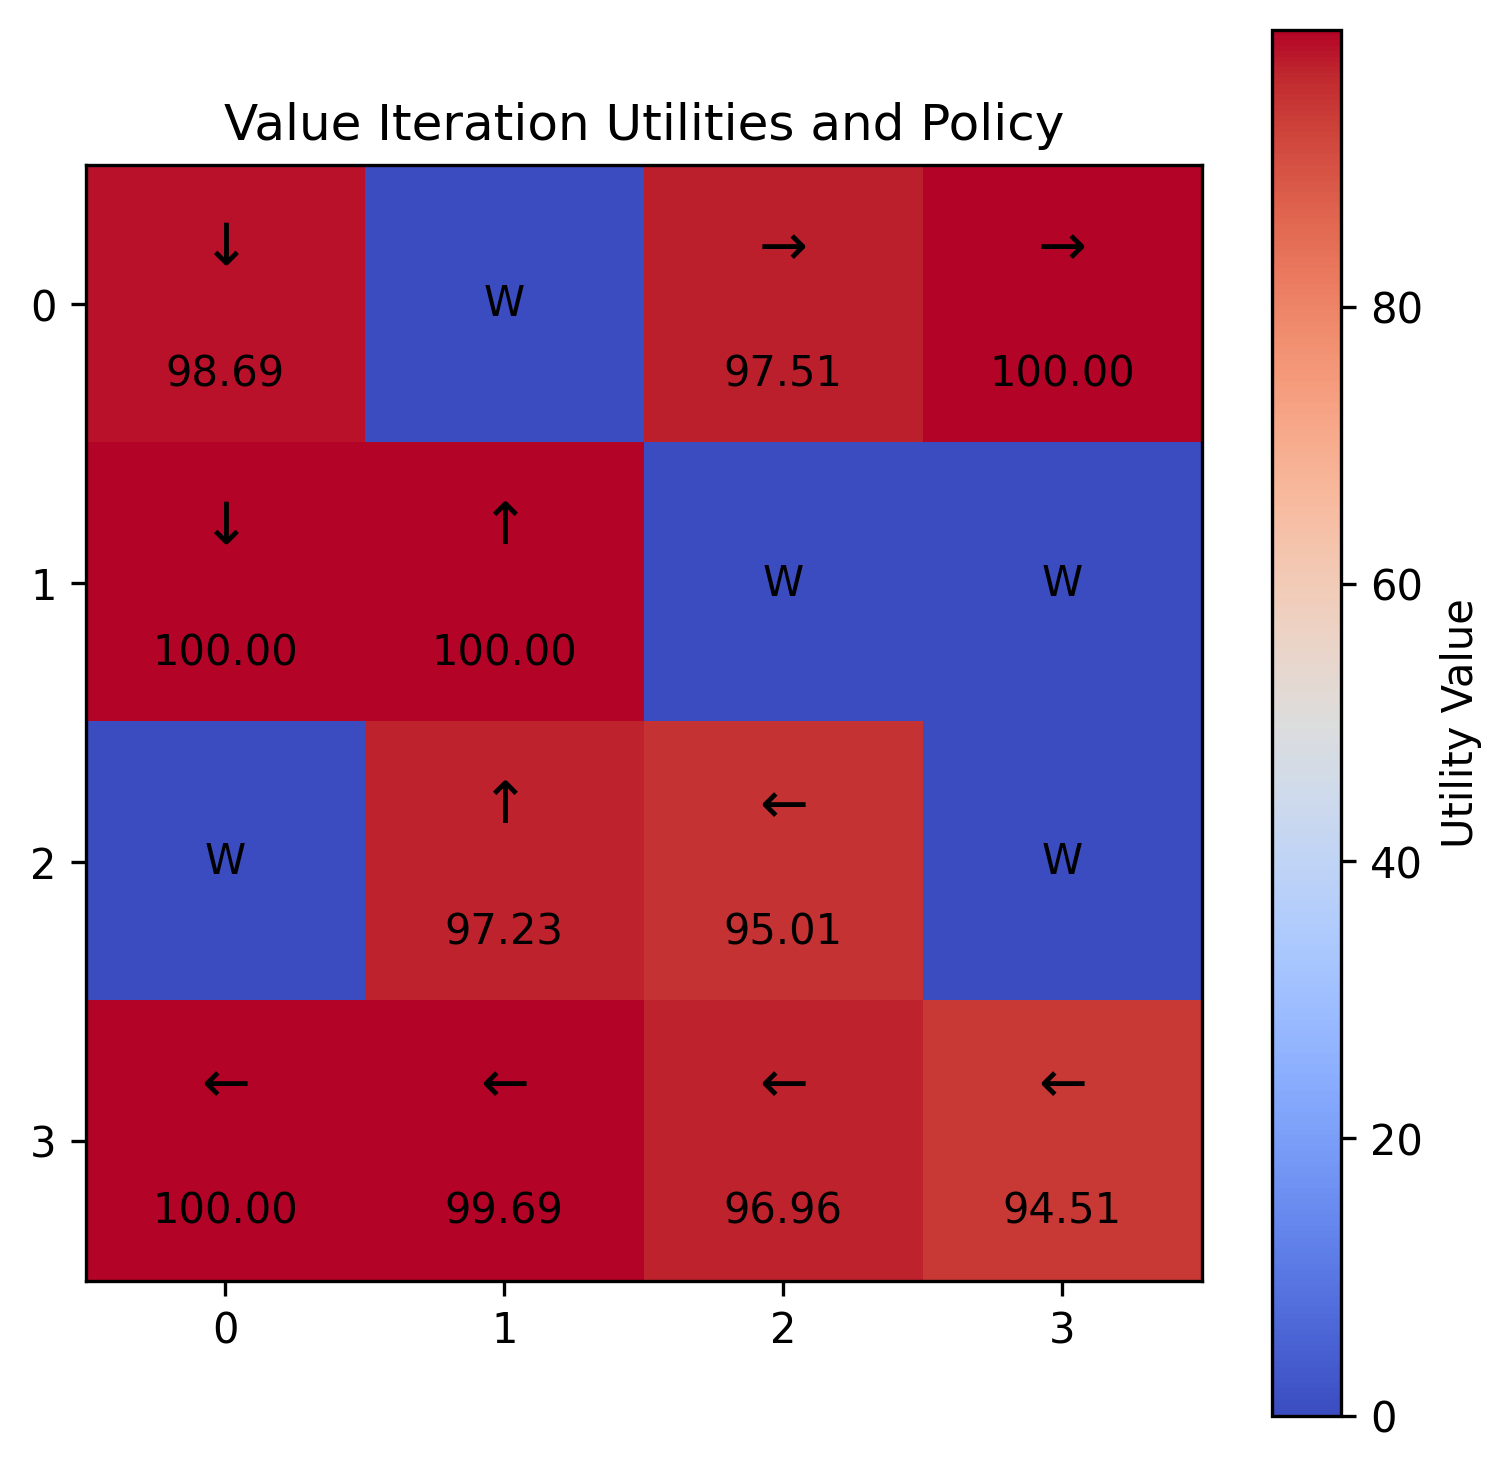 Value Iteration Utilities and Policy
↓ → →
0 W 80
98.69 97.51 100.00
↓ ↑
1 W W 60
100.00 100.00
Utility Value
↑ ←
2 W W 40
97.23 95.01
← ← ← ←
3 20
100.00 99.69 96.96 94.51
0 1 2 3
0